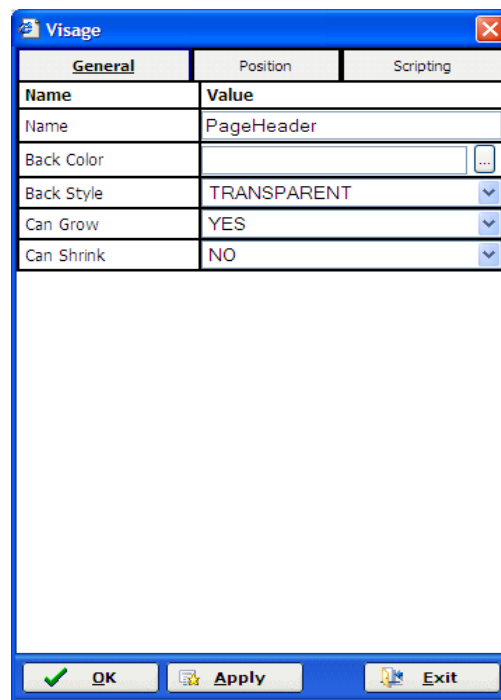 Visage
General Position Scripting
Name Value
Name PageHeader
Back Color ...
Back Style TRANSPARENT
Can Grow YES
Can Shrink NO
OK Apply Exit